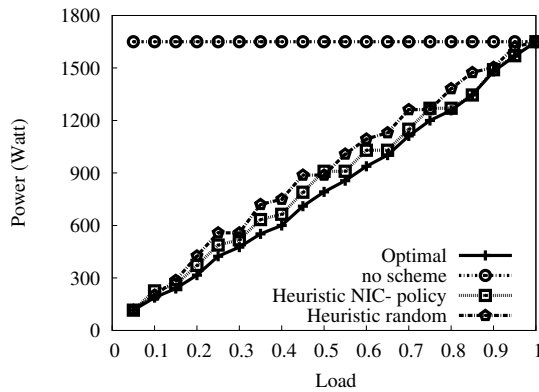 1800
1500
1200
900
600
300
0
Power (Watt)
Optimal
no scheme
Heuristic NIC- policy
Heuristic random
0 0.1 0.2 0.3 0.4 0.5 0.6 0.7 0.8 0.9 1
Load